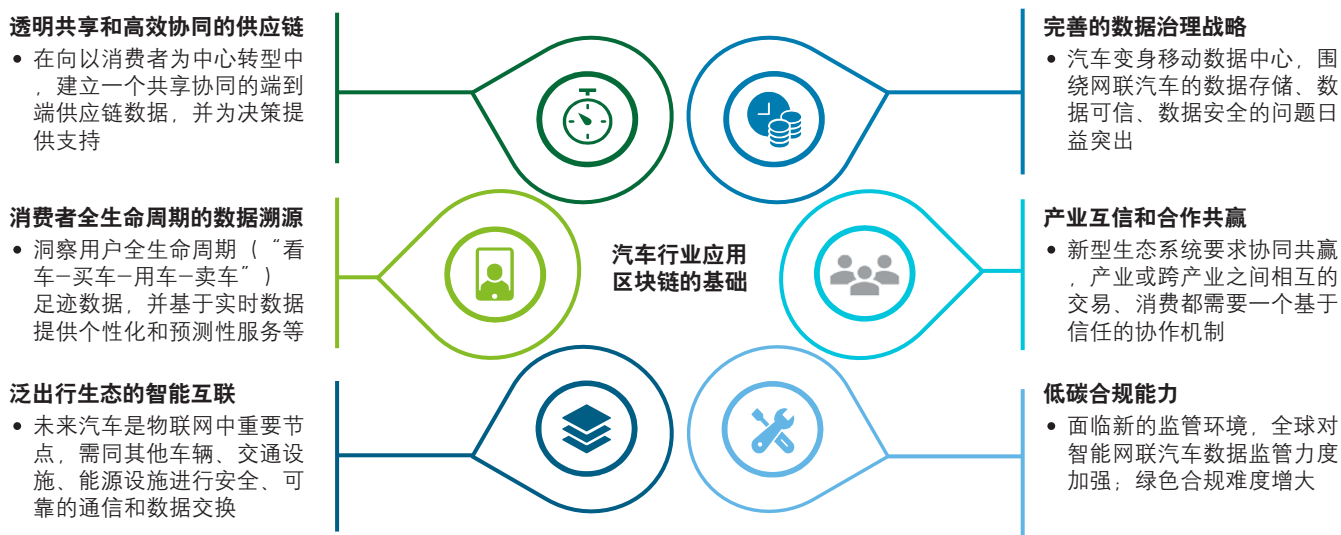 透明共享和高效协同的供应链
• 在向以消费者为中心转型中
，建立一个共享协同的端到
端供应链数据，并为决策提
供支持
消费者全生命周期的数据溯源
• 洞察用户全生命周期（“看
车—买车—用车—卖车”）
足迹数据，并基于实时数据
提供个性化和预测性服务等
泛出行生态的智能互联
• 未来汽车是物联网中重要节
点，需同其他车辆、交通设
施、能源设施进行安全、可
靠的通信和数据交换
汽车行业应用
区块链的基础
完善的数据治理战略
• 汽车变身移动数据中心，围
绕网联汽车的数据存储、数
据可信、数据安全的问题日
益突出
产业互信和合作共赢
• 新型生态系统要求协同共赢
，产业或跨产业之间相互的
交易、消费都需要一个基于
信任的协作机制
低碳合规能力
• 面临新的监管环境，全球对
智能网联汽车数据监管力度
加强；绿色合规难度增大